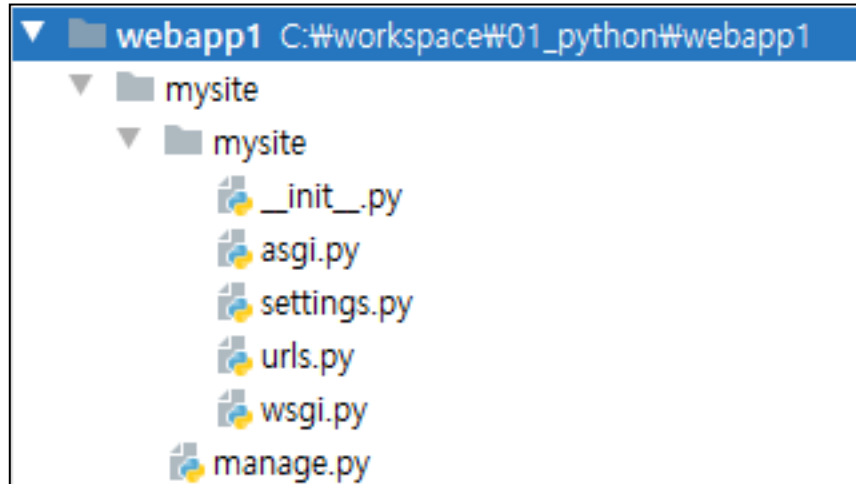 webapp1 C:₩workspace₩01_python₩webapp1
mysite
mysite
__init__.py
asgi.py
settings.py
urls.py
wsgi.py
manage.py